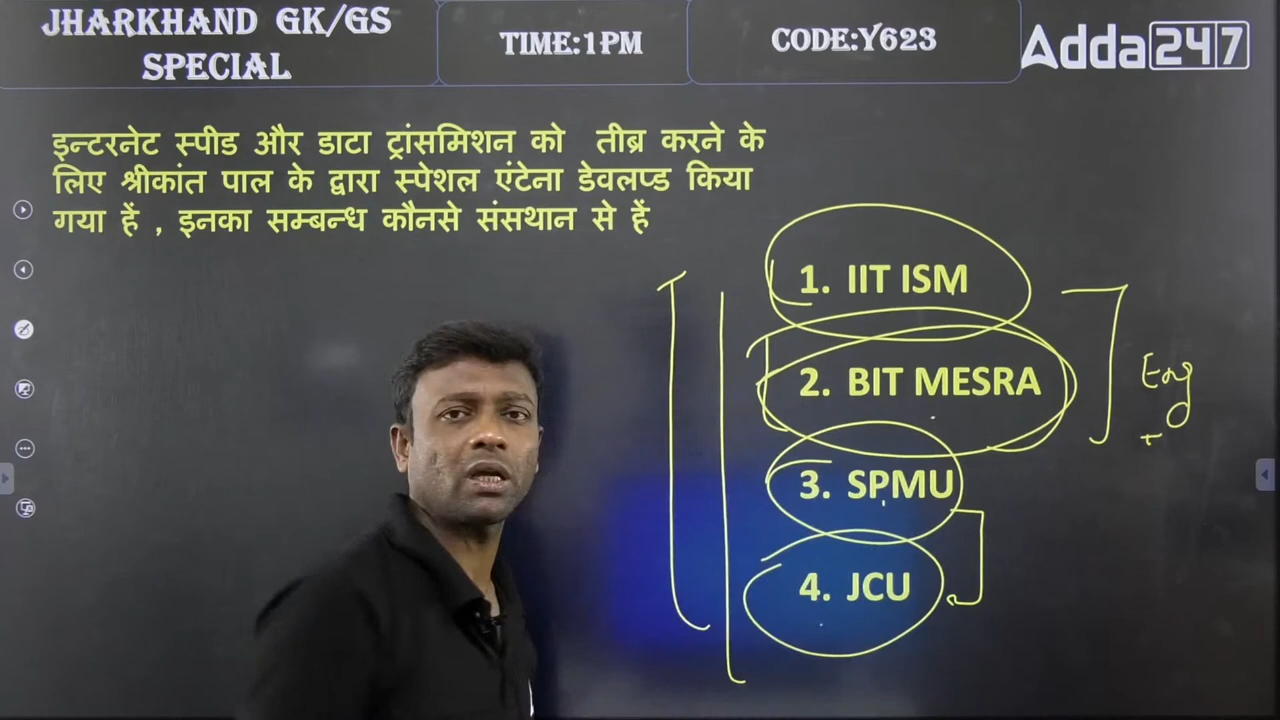 JHARKHAND GK/GS
SPECIAL
TIME:1PM
CODE:Y623
Adda247
इन्टरनेट स्पीड और डाटा ट्रांसमिशन को तीब्र करने के
लिए श्रीकांत पाल के द्वारा स्पेशल एंटेना डेवलप्ड किया
गया हें , इनका सम्बन्ध कौनसे संसथान से हें
1. IIT ISM
2. BIT MESRA
3. SPMU
4. JCU
Eng